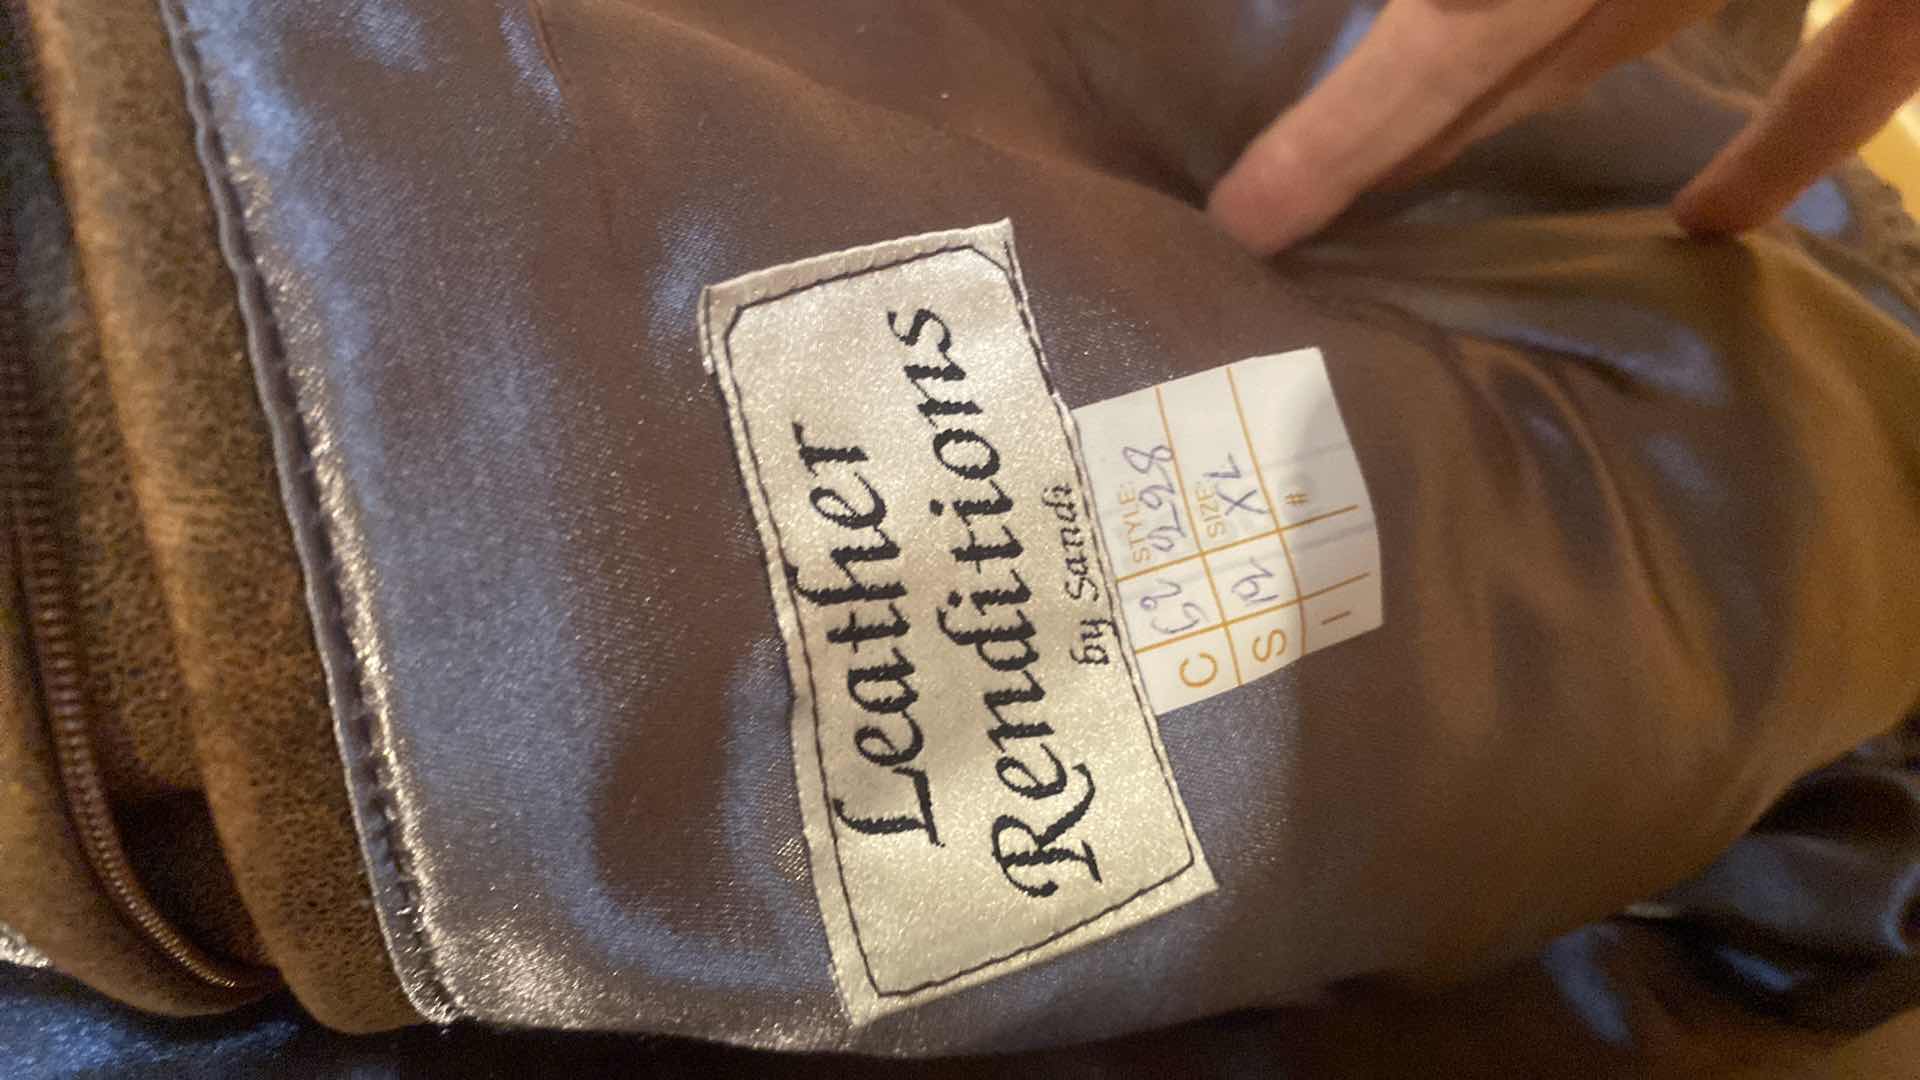 Leather
Renditions
by Sandi
STYLE:
SIZE:
XL
#
C
S
I